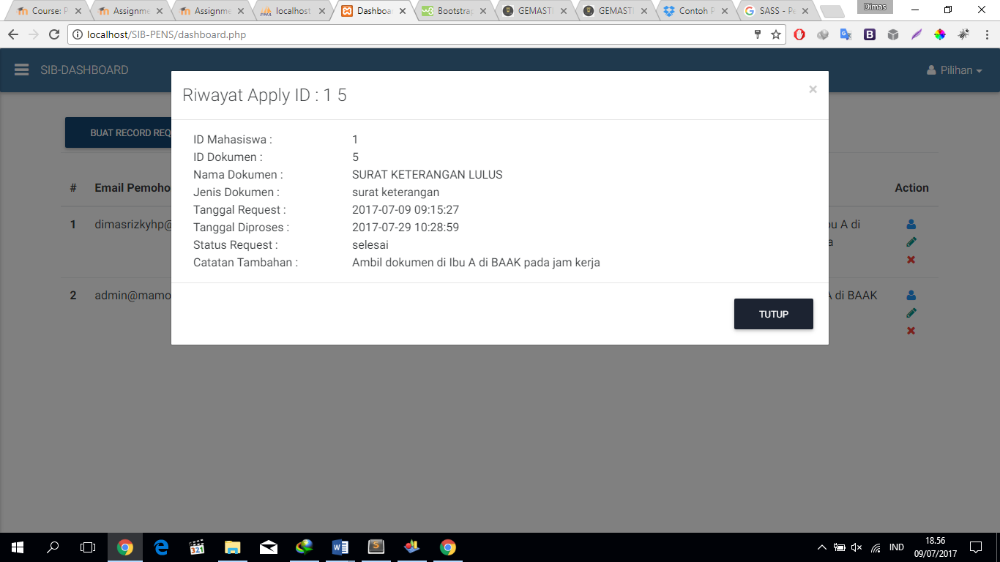 Course: P
Assignme
Assignme
localhost
Dashboa
Bootstrap
GEMASTI
GEMASTI
Contoh P
SASS - Pe
Dimas
localhost/SIB-PENS/dashboard.php
SIB-DASHBOARD
Pilihan
Riwayat Apply ID : 1 5
×
BUAT RECORD REQ
ID Mahasiswa : 1
ID Dokumen : 5
Nama Dokumen : SURAT KETERANGAN LULUS
Jenis Dokumen : surat keterangan
Tanggal Request : 2017-07-09 09:15:27
Tanggal Diproses : 2017-07-29 10:28:59
Status Request : selesai
Catatan Tambahan : Ambil dokumen di Ibu A di BAAK pada jam kerja
TUTUP
# Email Pemoho Action
1 dimasrizkyhp@ bu A di
a
2 admin@mamo A di BAAK
IND
18.56
09/07/2017